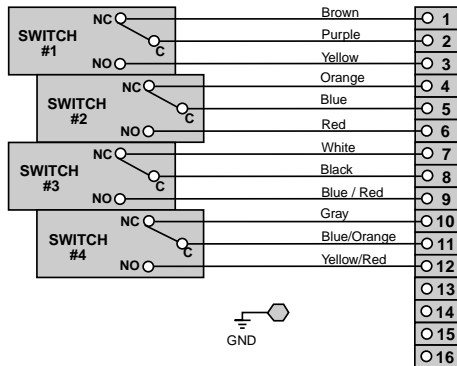 NC Brown 1
SWITCH #1 C Purple 2
NO Yellow 3
NC Orange 4
SWITCH #2 C Blue 5
NO Red 6
NC White 7
SWITCH #3 C Black 8
NO Blue / Red 9
NC Gray 10
SWITCH #4 C Blue/Orange 11
NO Yellow/Red 12
13
14
15
16
GND